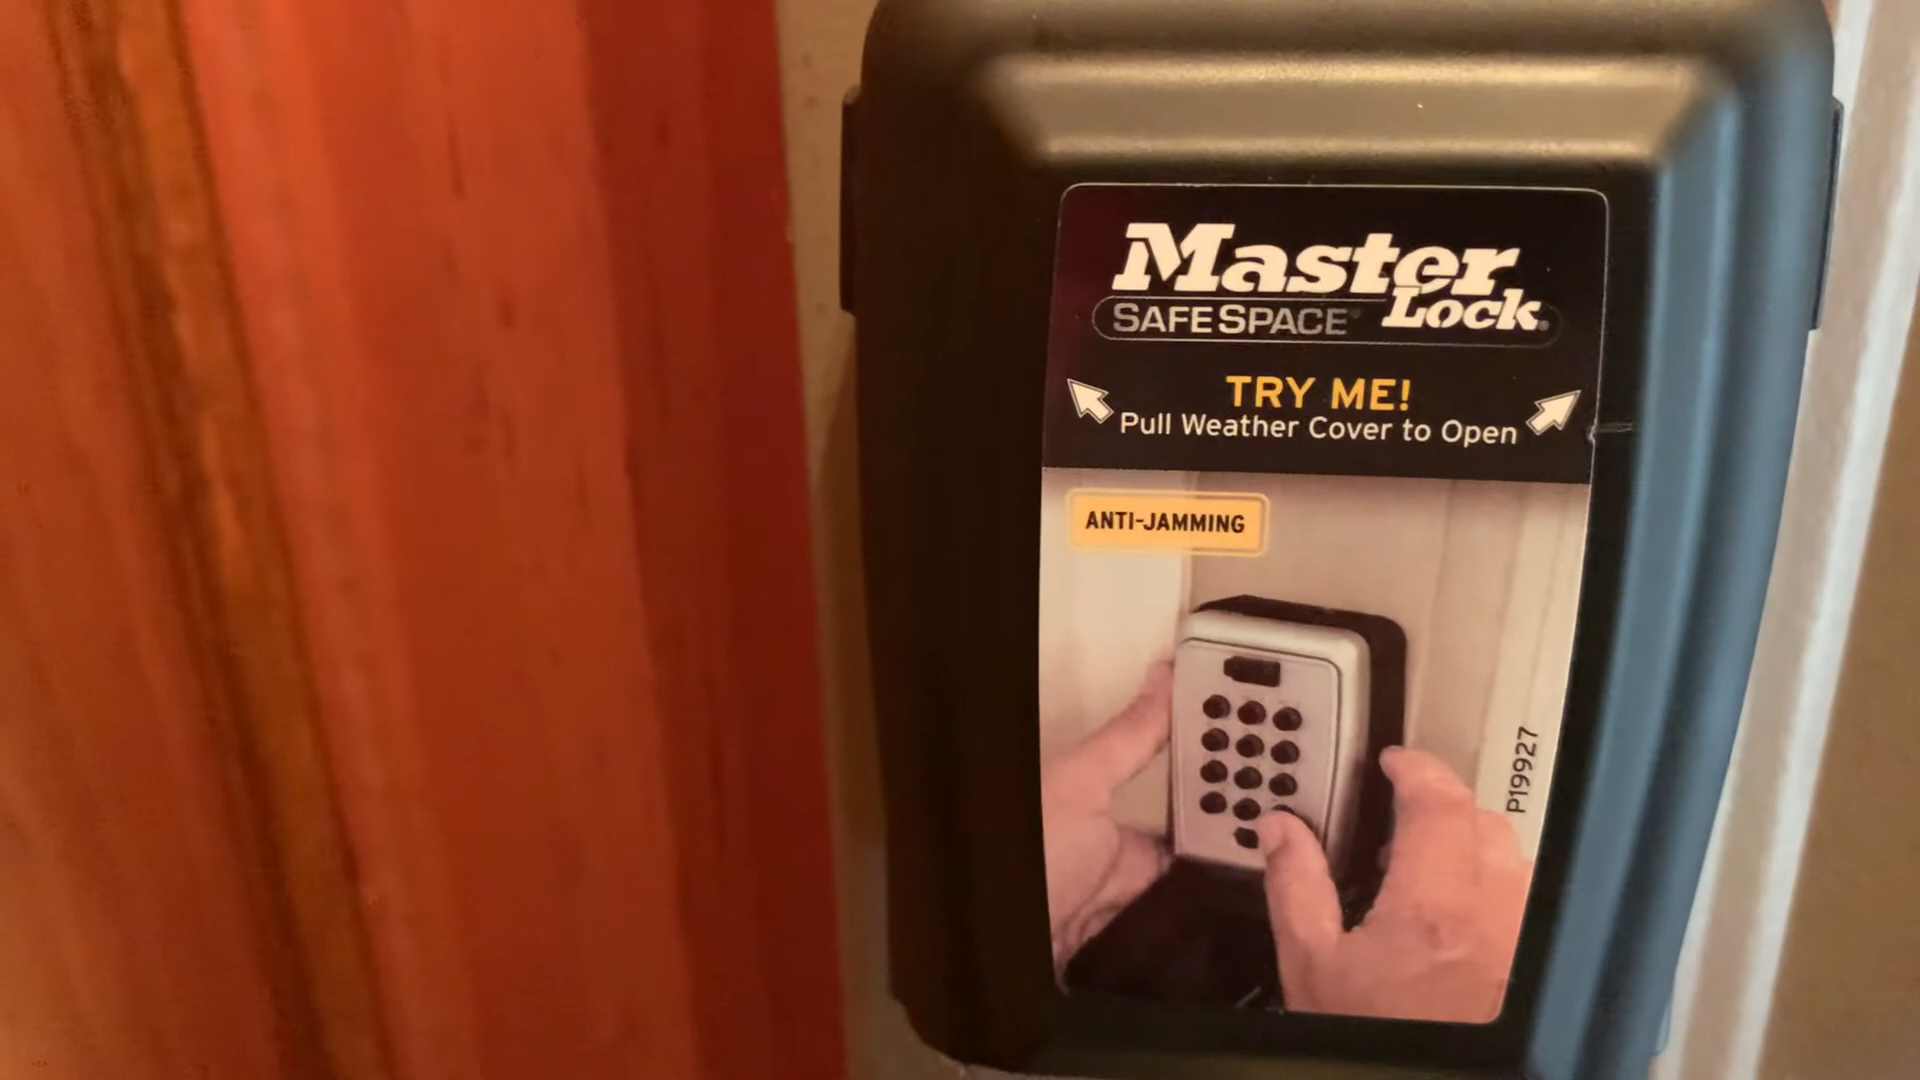 Master
Lock®
SAFESPACE®
TRY ME!
Pull Weather Cover to Open
ANTI-JAMMING
P19927